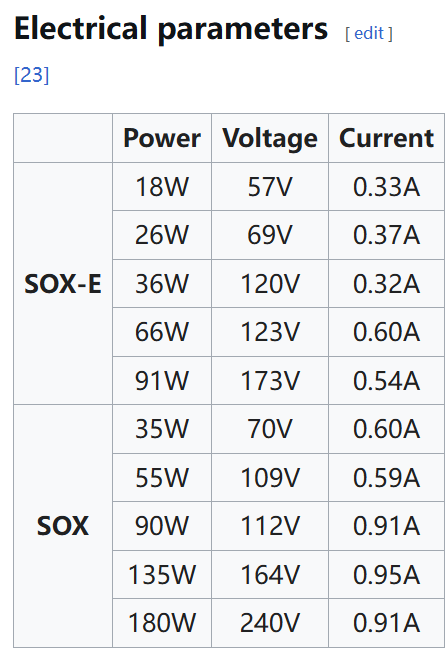 Electrical parameters [ edit ]
[23]
Power Voltage Current
SOX-E
18W 57V 0.33A
26W 69V 0.37A
36W 120V 0.32A
66W 123V 0.60A
91W 173V 0.54A
SOX
35W 70V 0.60A
55W 109V 0.59A
90W 112V 0.91A
135W 164V 0.95A
180W 240V 0.91A